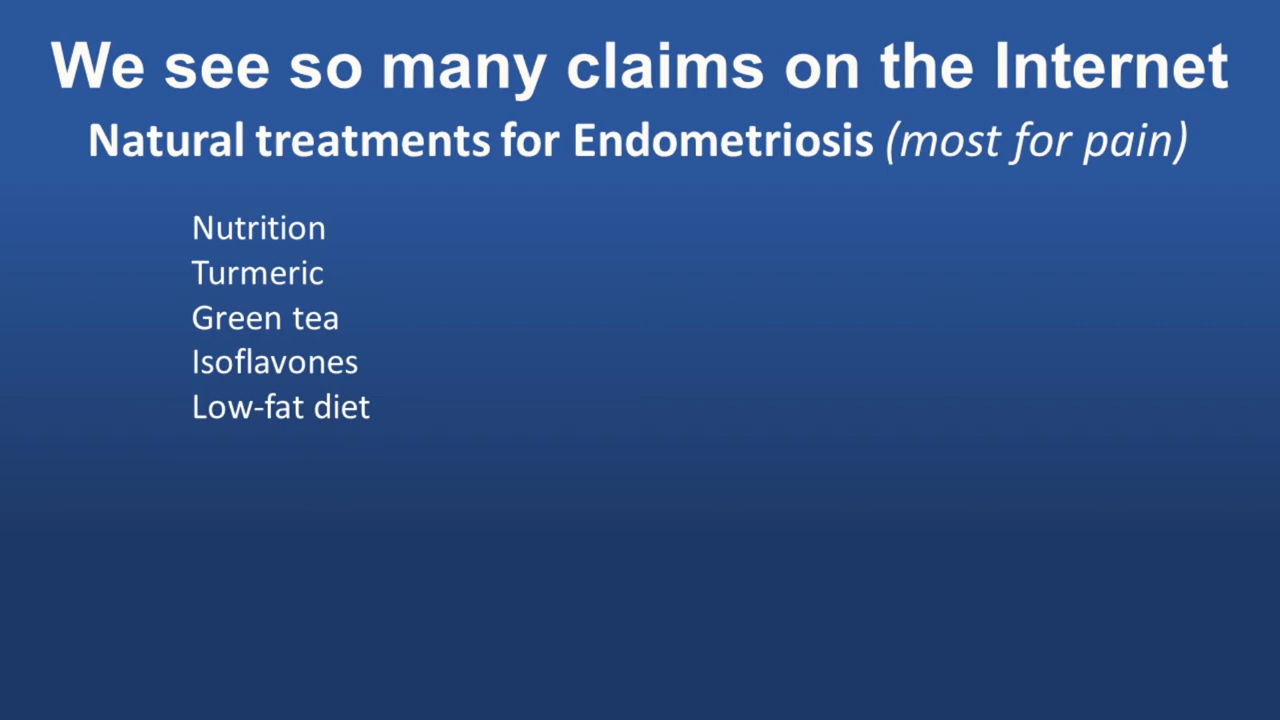 We see so many claims on the Internet
Natural treatments for Endometriosis (most for pain)
Nutrition
Turmeric
Green tea
Isoflavones
Low-fat diet